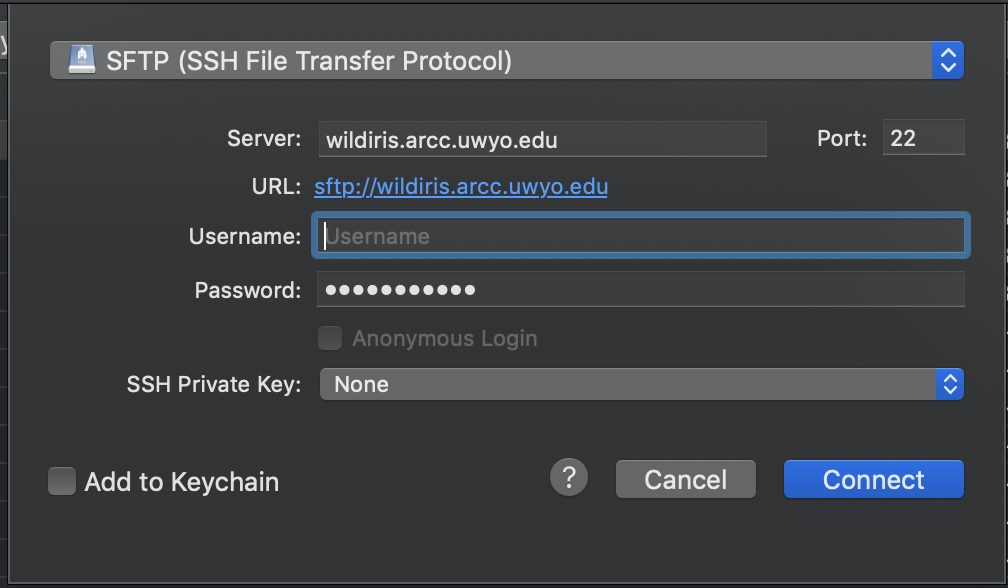 SFTP (SSH File Transfer Protocol)
Server: wildiris.arcc.uwyo.edu Port: 22
URL: sftp://wildiris.arcc.uwyo.edu
Username: Username
Password: ●●●●●●●●●●●
Anonymous Login
SSH Private Key: None
Add to Keychain ? Cancel Connect